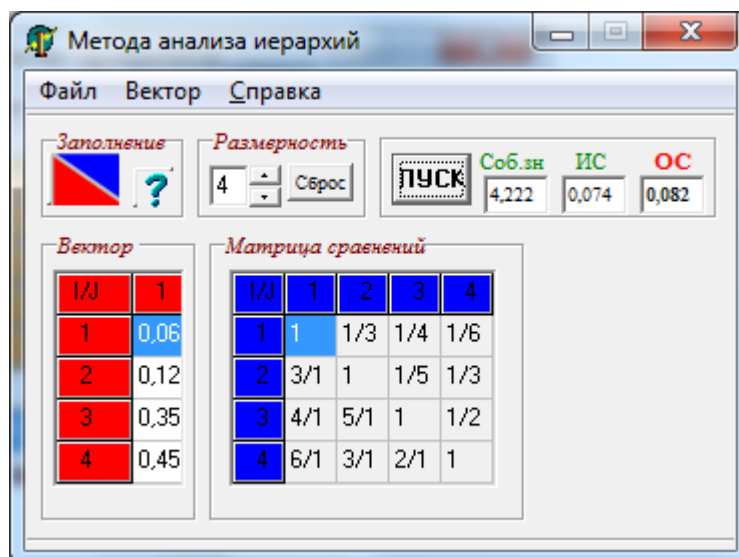 Метода анализа иерархий
Файл Вектор Справка
Заполнение Размерность
? 4 Сброс ПУСК Соб.зн ИС ОС
4,222 0,074 0,082
Вектор Матрица сравнений
I/J 1 I/J 1 2 3 4
1 0,06 1 1 1/3 1/4 1/6
2 0,12 2 3/1 1 1/5 1/3
3 0,35 3 4/1 5/1 1 1/2
4 0,45 4 6/1 3/1 2/1 1